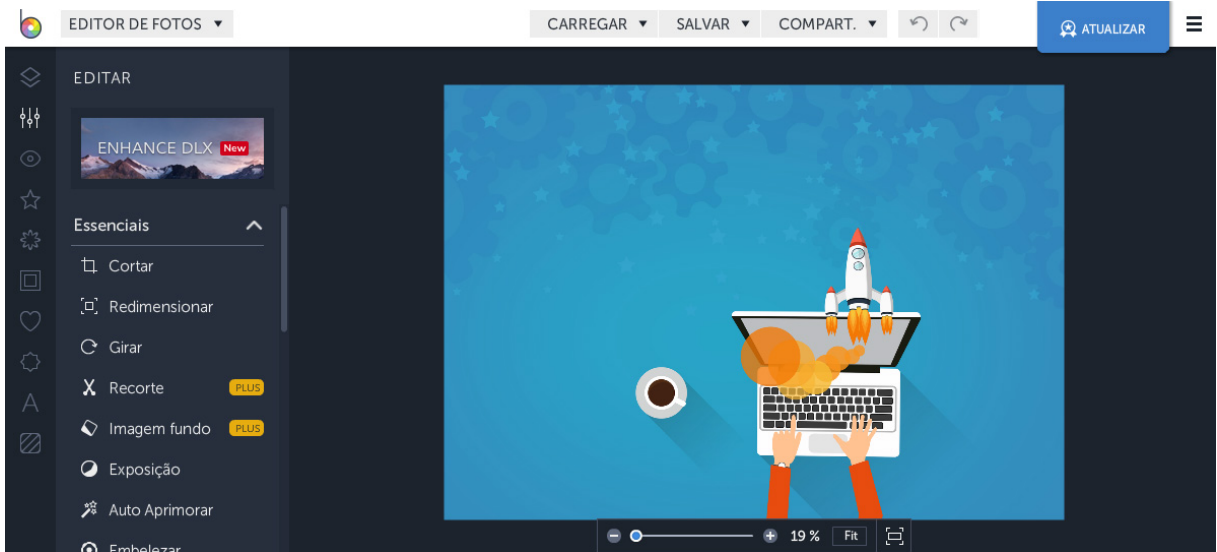 EDITOR DE FOTOS
CARREGAR
SALVAR
COMPART.
ATUALIZAR
EDITAR
ENHANCE DLX New
Essenciais
Cortar
Redimensionar
Girar
Recorte PLUS
Imagem fundo PLUS
Exposição
Auto Aprimorar
Embelezar
19 % Fit